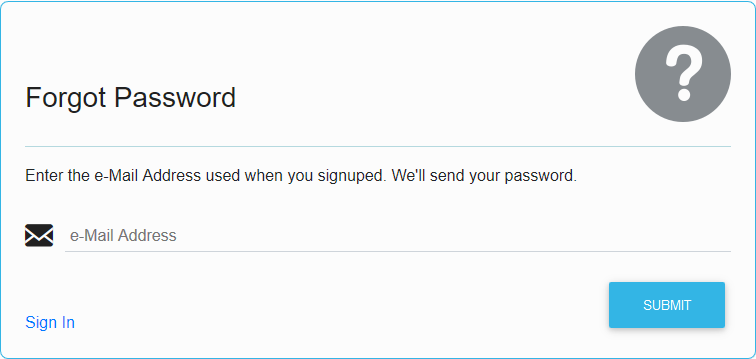 Forgot Password
Enter the e-Mail Address used when you signuped. We'll send your password.
e-Mail Address
SUBMIT
Sign In